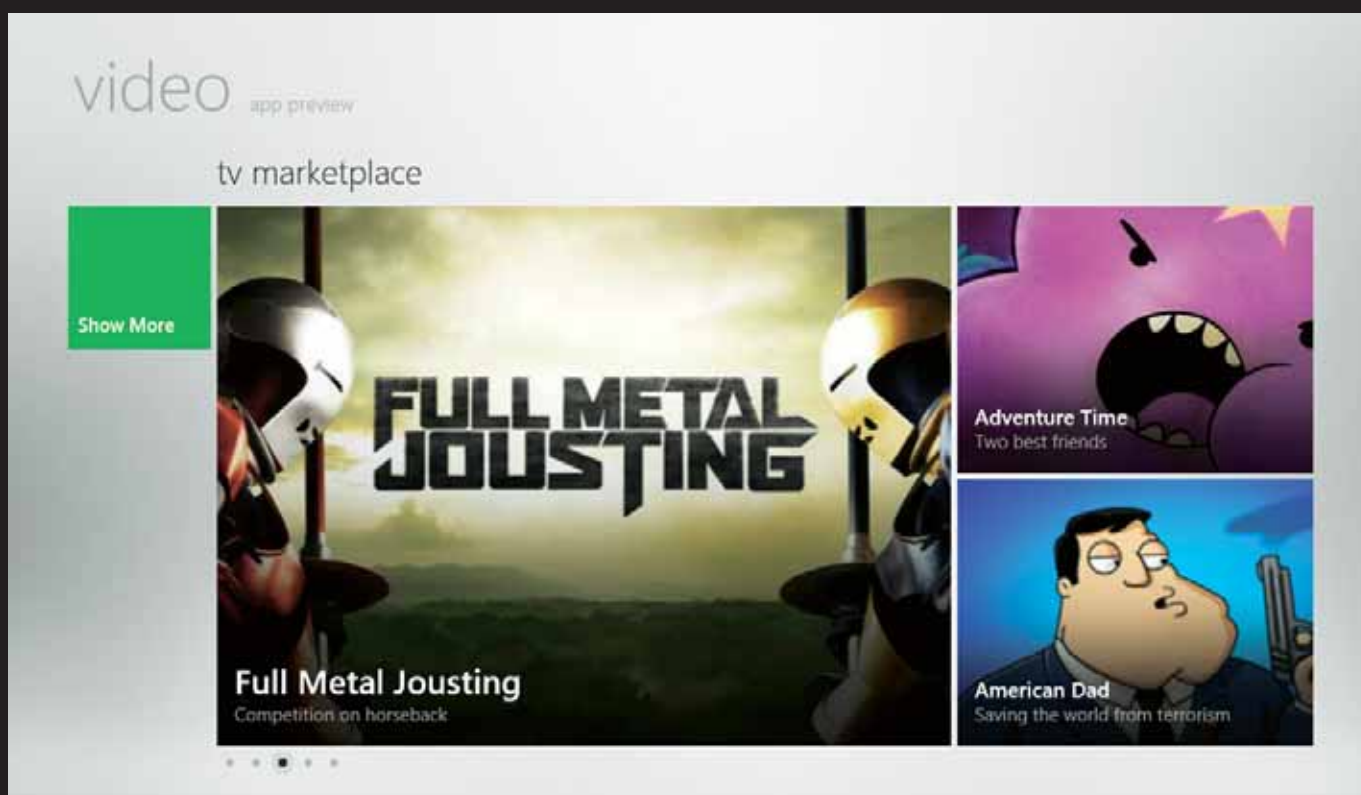 video app preview
tv marketplace
Show More
FULL METAL
JOUSTING
Full Metal Jousting
Competition on horseback
Adventure Time
Two best friends
American Dad
Saving the world from terrorism